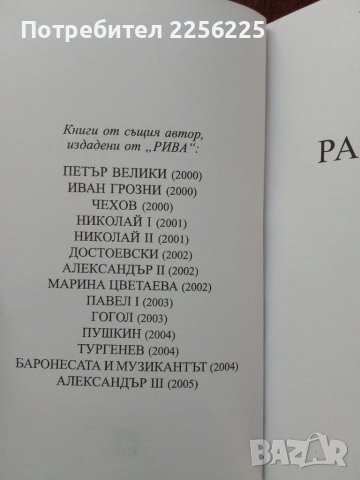 Потребител 2256225
Книги от същия автор,
издадени от „РИВА“:
ПЕТЪР ВЕЛИКИ (2000)
ИВАН ГРОЗНИ (2000)
ЧЕХОВ (2000)
НИКОЛАЙ I (2001)
НИКОЛАЙ II (2001)
ДОСТОЕВСКИ (2002)
АЛЕКСАНДЪР II (2002)
МАРИНА ЦВЕТАЕВА (2002)
ПАВЕЛ I (2003)
ГОГОЛ (2003)
ПУШКИН (2004)
ТУРГЕНЕВ (2004)
БАРОНЕСАТА И МУЗИКАНТЪТ (2004)
АЛЕКСАНДЪР III (2005)
РА
BAZAR